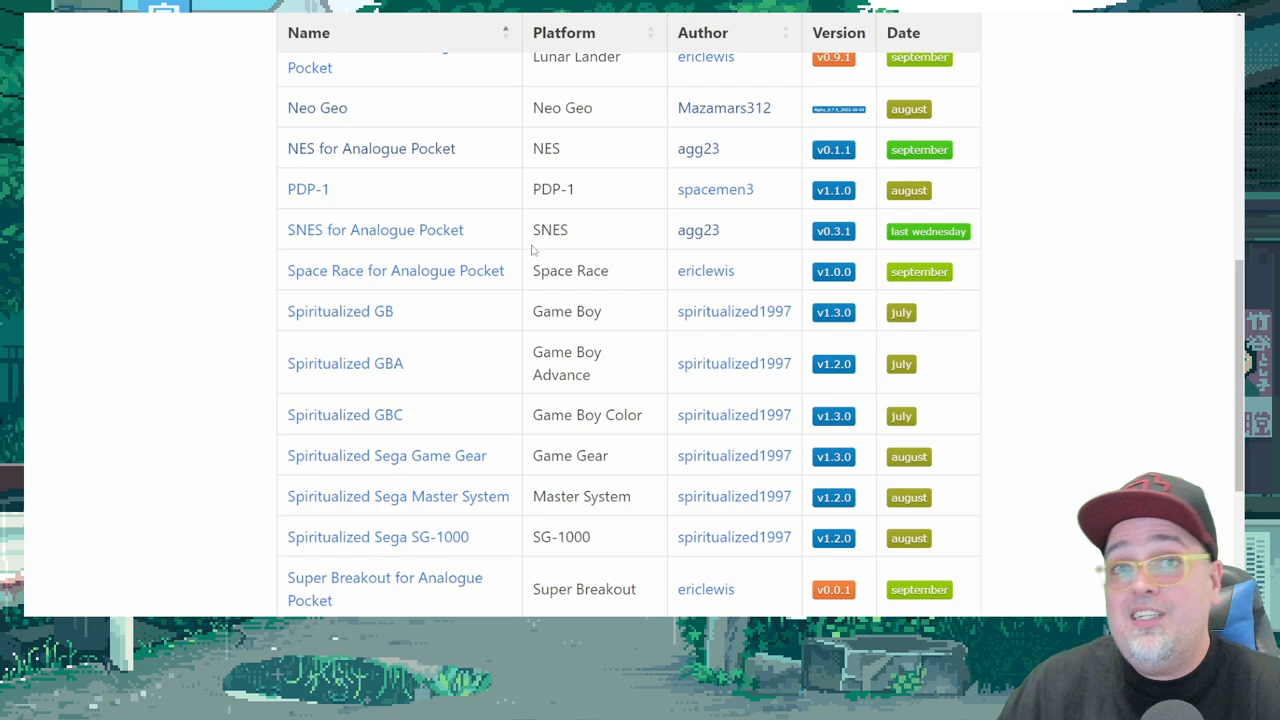 Name Platform Author Version Date
Pocket Lunar Lander ericlewis v0.9.1 september
Neo Geo Neo Geo Mazamars312 august
NES for Analogue Pocket NES agg23 v0.1.1 september
PDP-1 PDP-1 spacemen3 v1.1.0 august
SNES for Analogue Pocket SNES agg23 v0.3.1 last wednesday
Space Race for Analogue Pocket Space Race ericlewis v1.0.0 september
Spiritualized GB Game Boy spiritualized1997 v1.3.0 july
Spiritualized GBA Game Boy Advance spiritualized1997 v1.2.0 july
Spiritualized GBC Game Boy Color spiritualized1997 v1.3.0 july
Spiritualized Sega Game Gear Game Gear spiritualized1997 v1.3.0 august
Spiritualized Sega Master System Master System spiritualized1997 v1.2.0 august
Spiritualized Sega SG-1000 SG-1000 spiritualized1997 v1.2.0 august
Super Breakout for Analogue Pocket Super Breakout ericlewis v0.0.1 september